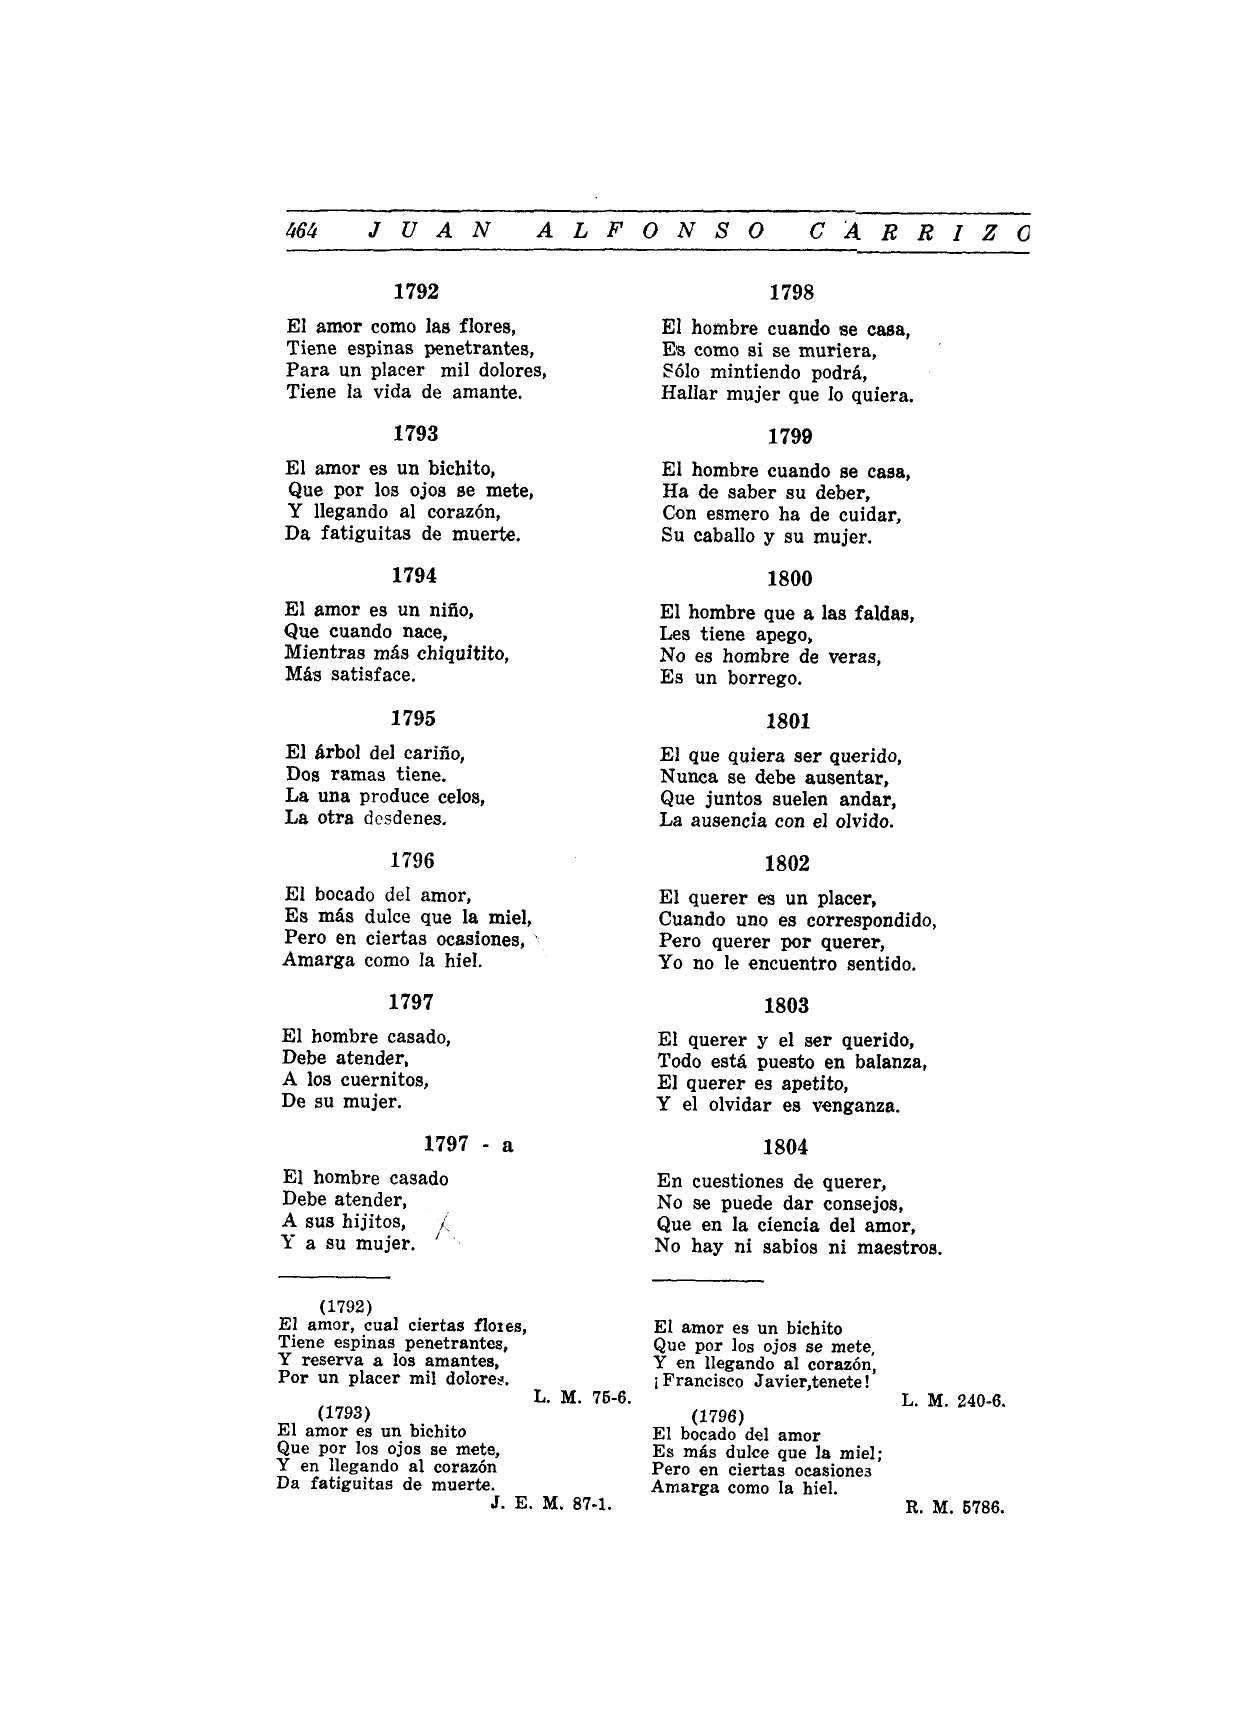 464 JUAN ALFONSO CARRIZO
1792
El amor como las flores,
Tiene espinas penetrantes,
Para un placer mil dolores,
Tiene la vida de amante.
1793
El amor es un bichito,
Que por los ojos se mete,
Y llegando al corazón,
Da fatiguitas de muerte.
1794
El amor es un niño,
Que cuando nace,
Mientras más chiquitito,
Más satisface.
1795
El árbol del cariño,
Dos ramas tiene.
La una produce celos,
La otra desdenes.
1796
El bocado del amor,
Es más dulce que la miel,
Pero en ciertas ocasiones,
Amarga como la hiel.
1797
El hombre casado,
Debe atender,
A los cuernitos,
De su mujer.
1797 - a
El hombre casado
Debe atender,
A sus hijitos,
Y a su mujer.
(1792)
El amor, cual ciertas flores,
Tiene espinas penetrantes,
Y reserva a los amantes,
Por un placer mil dolores.
L. M. 75-6.
(1793)
El amor es un bichito
Que por los ojos se mete,
Y en llegando al corazón
Da fatiguitas de muerte.
J. E. M. 87-1.
1798
El hombre cuando se casa,
Es como si se muriera,
Sólo mintiendo podrá,
Hallar mujer que lo quiera.
1799
El hombre cuando se casa,
Ha de saber su deber,
Con esmero ha de cuidar,
Su caballo y su mujer.
1800
El hombre que a las faldas,
Les tiene apego,
No es hombre de veras,
Es un borrego.
1801
El que quiera ser querido,
Nunca se debe ausentar,
Que juntos suelen andar,
La ausencia con el olvido.
1802
El querer es un placer,
Cuando uno es correspondido,
Pero querer por querer,
Yo no le encuentro sentido.
1803
El querer y el ser querido,
Todo está puesto en balanza,
El querer es apetito,
Y el olvidar es venganza.
1804
En cuestiones de querer,
No se puede dar consejos,
Que en la ciencia del amor,
No hay ni sabios ni maestros.
El amor es un bichito
Que por los ojos se mete,
Y en llegando al corazón,
¡Francisco Javier,tenete!
L. M. 240-6.
(1796)
El bocado del amor
Es más dulce que la miel;
Pero en ciertas ocasiones
Amarga como la hiel.
R. M. 5786.